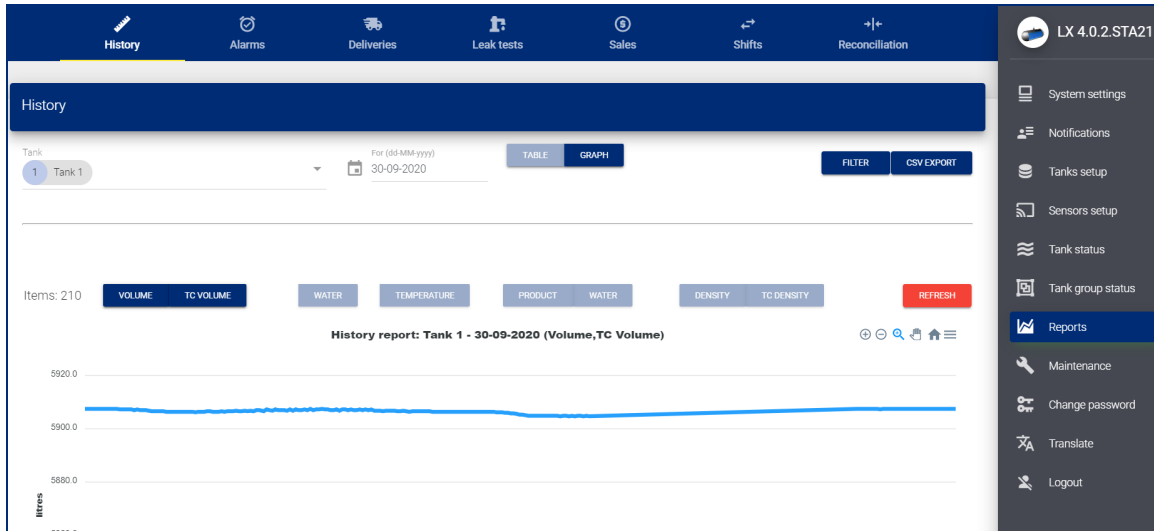 History Alarms Deliveries Leak tests Sales Shifts Reconciliation
LX 4.0.2.STA21
History
Tank For (dd-MM-yyyy)
1 Tank 1 30-09-2020 TABLE GRAPH FILTER CSV EXPORT
Items: 210 VOLUME TC VOLUME WATER TEMPERATURE PRODUCT WATER DENSITY TC DENSITY REFRESH
History report: Tank 1 - 30-09-2020 (Volume,TC Volume)
5920.0
5900.0
5880.0
litres
System settings
Notifications
Tanks setup
Sensors setup
Tank status
Tank group status
Reports
Maintenance
Change password
Translate
Logout